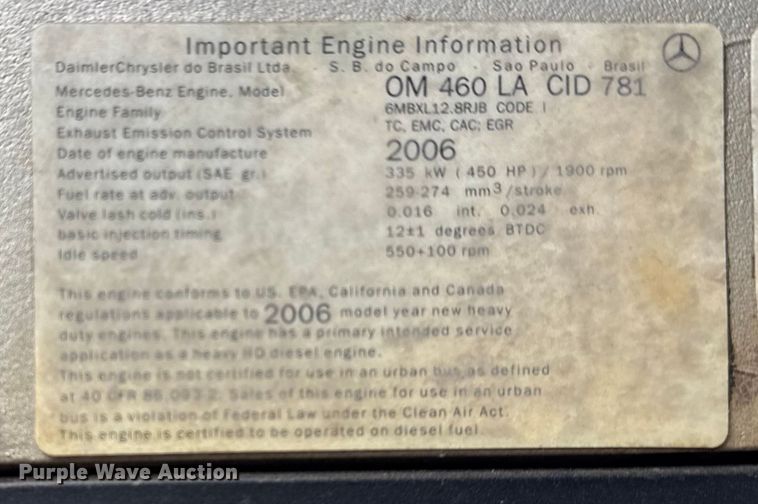 Important Engine Information
DaimlerChrysler do Brasil Ltda. - S. B. do Campo - Sao Paulo - Brasil
Mercedes-Benz Engine, Model OM 460 LA CID 781
Engine Family 6MBXL12.8RJB CODE I
Exhaust Emission Control System TC, EMC, CAC; EGR
Date of engine manufacture 2006
Advertised output (SAE gr.) 335 kW ( 450 HP ) / 1900 rpm
Fuel rate at adv. output 259-274 mm3/stroke
Valve lash cold (ins.) 0.016 int. 0.024 exh.
basic injection timing 12±1 degrees BTDC
Idle speed 550+100 rpm
This engine conforms to US. EPA, California and Canada
regulations applicable to 2006 model year new heavy
duty engines. This engine has a primary intended service
application as a heavy HD diesel engine.
This engine is not certified for use in an urban bus as defined
at 40 CFR 86.093-2. Sales of this engine for use in an urban
bus is a violation of Federal Law under the Clean Air Act.
This engine is certified to be operated on diesel fuel.
Purple Wave Auction